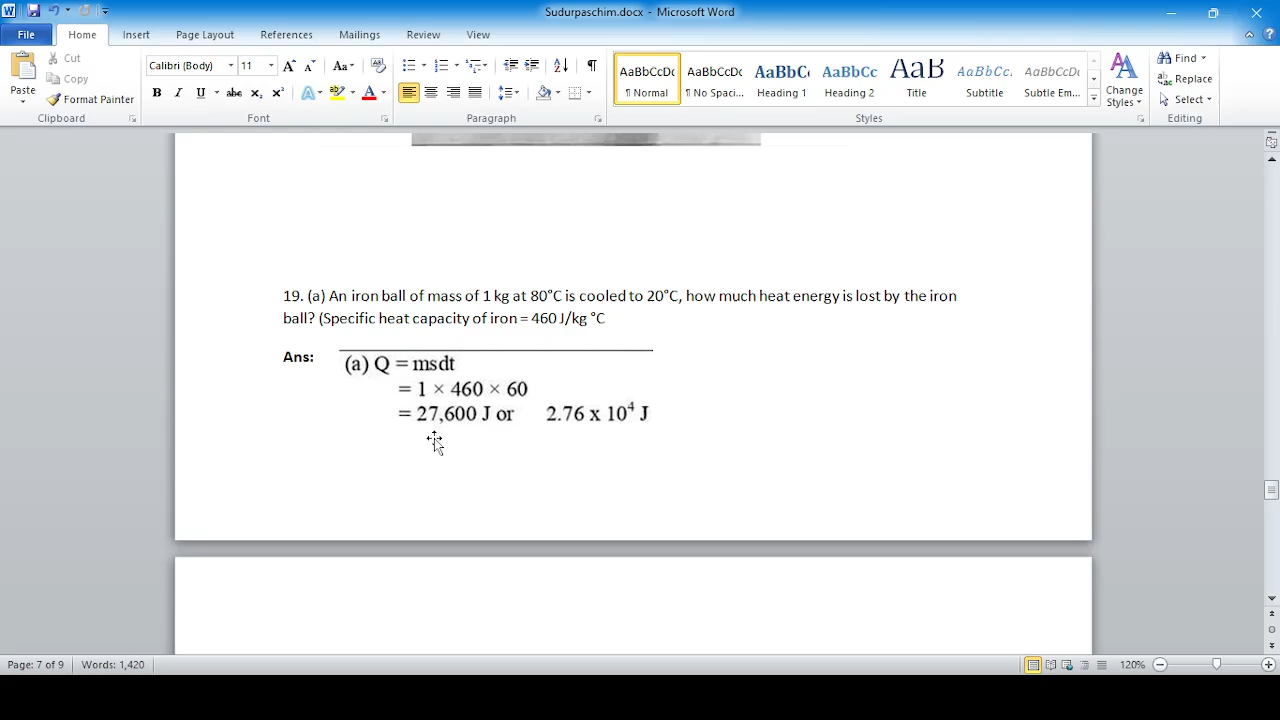 Sudurpaschim.docx - Microsoft Word
File Home Insert Page Layout References Mailings Review View
Paste
Cut
Copy
Format Painter
Clipboard
Calibri (Body) 11
Font
Paragraph
AaBbCcDc ¶ Normal
AaBbCcDc ¶ No Spaci...
AaBbC Heading 1
AaBbCc Heading 2
AaB Title
AaBbCc. Subtitle
AaBbCcDc Subtle Em...
Change Styles
Styles
Find
Replace
Select
Editing
19. (a) An iron ball of mass of 1 kg at 80°C is cooled to 20°C, how much heat energy is lost by the iron
ball? (Specific heat capacity of iron = 460 J/kg °C
Ans:
(a) Q = msdt
= 1 × 460 × 60
= 27,600 J or 2.76 x 10⁴ J
Page: 7 of 9 Words: 1,420 120%